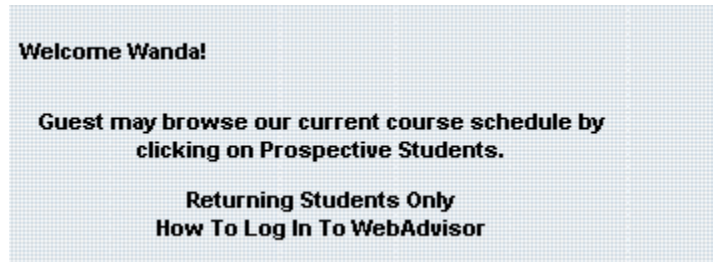 Welcome Wanda!
Guest may browse our current course schedule by
clicking on Prospective Students.
Returning Students Only
How To Log In To WebAdvisor